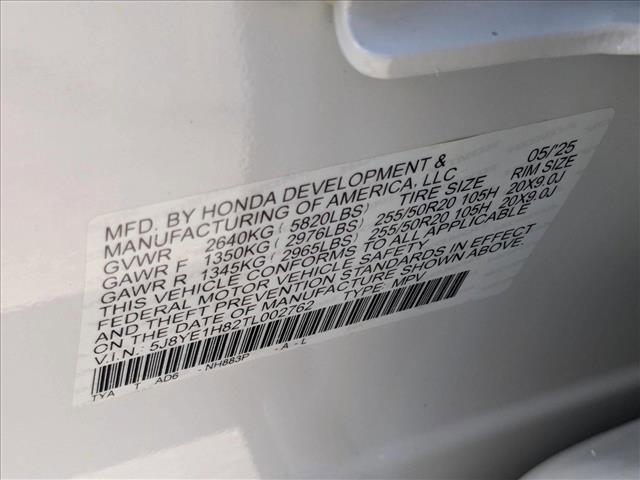 MFD. BY HONDA DEVELOPMENT & 05/'25
MANUFACTURING OF AMERICA, LLC TIRE SIZE RIM SIZE
GVWR 2640KG ( 5820LBS)
GAWR F 1350KG ( 2976LBS) 255/50R20 105H 20X9.0J
GAWR R 1345KG ( 2965LBS) 255/50R20 105H 20X9.0J
THIS VEHICLE CONFORMS TO ALL APPLICABLE
FEDERAL MOTOR VEHICLE SAFETY
AND THEFT PREVENTION STANDARDS IN EFFECT
ON THE DATE OF MANUFACTURE SHOWN ABOVE.
V.I.N.: 5J8YE1H82TL002762 TYPE: MPV
TYA T AD6 - NH883P - A - L